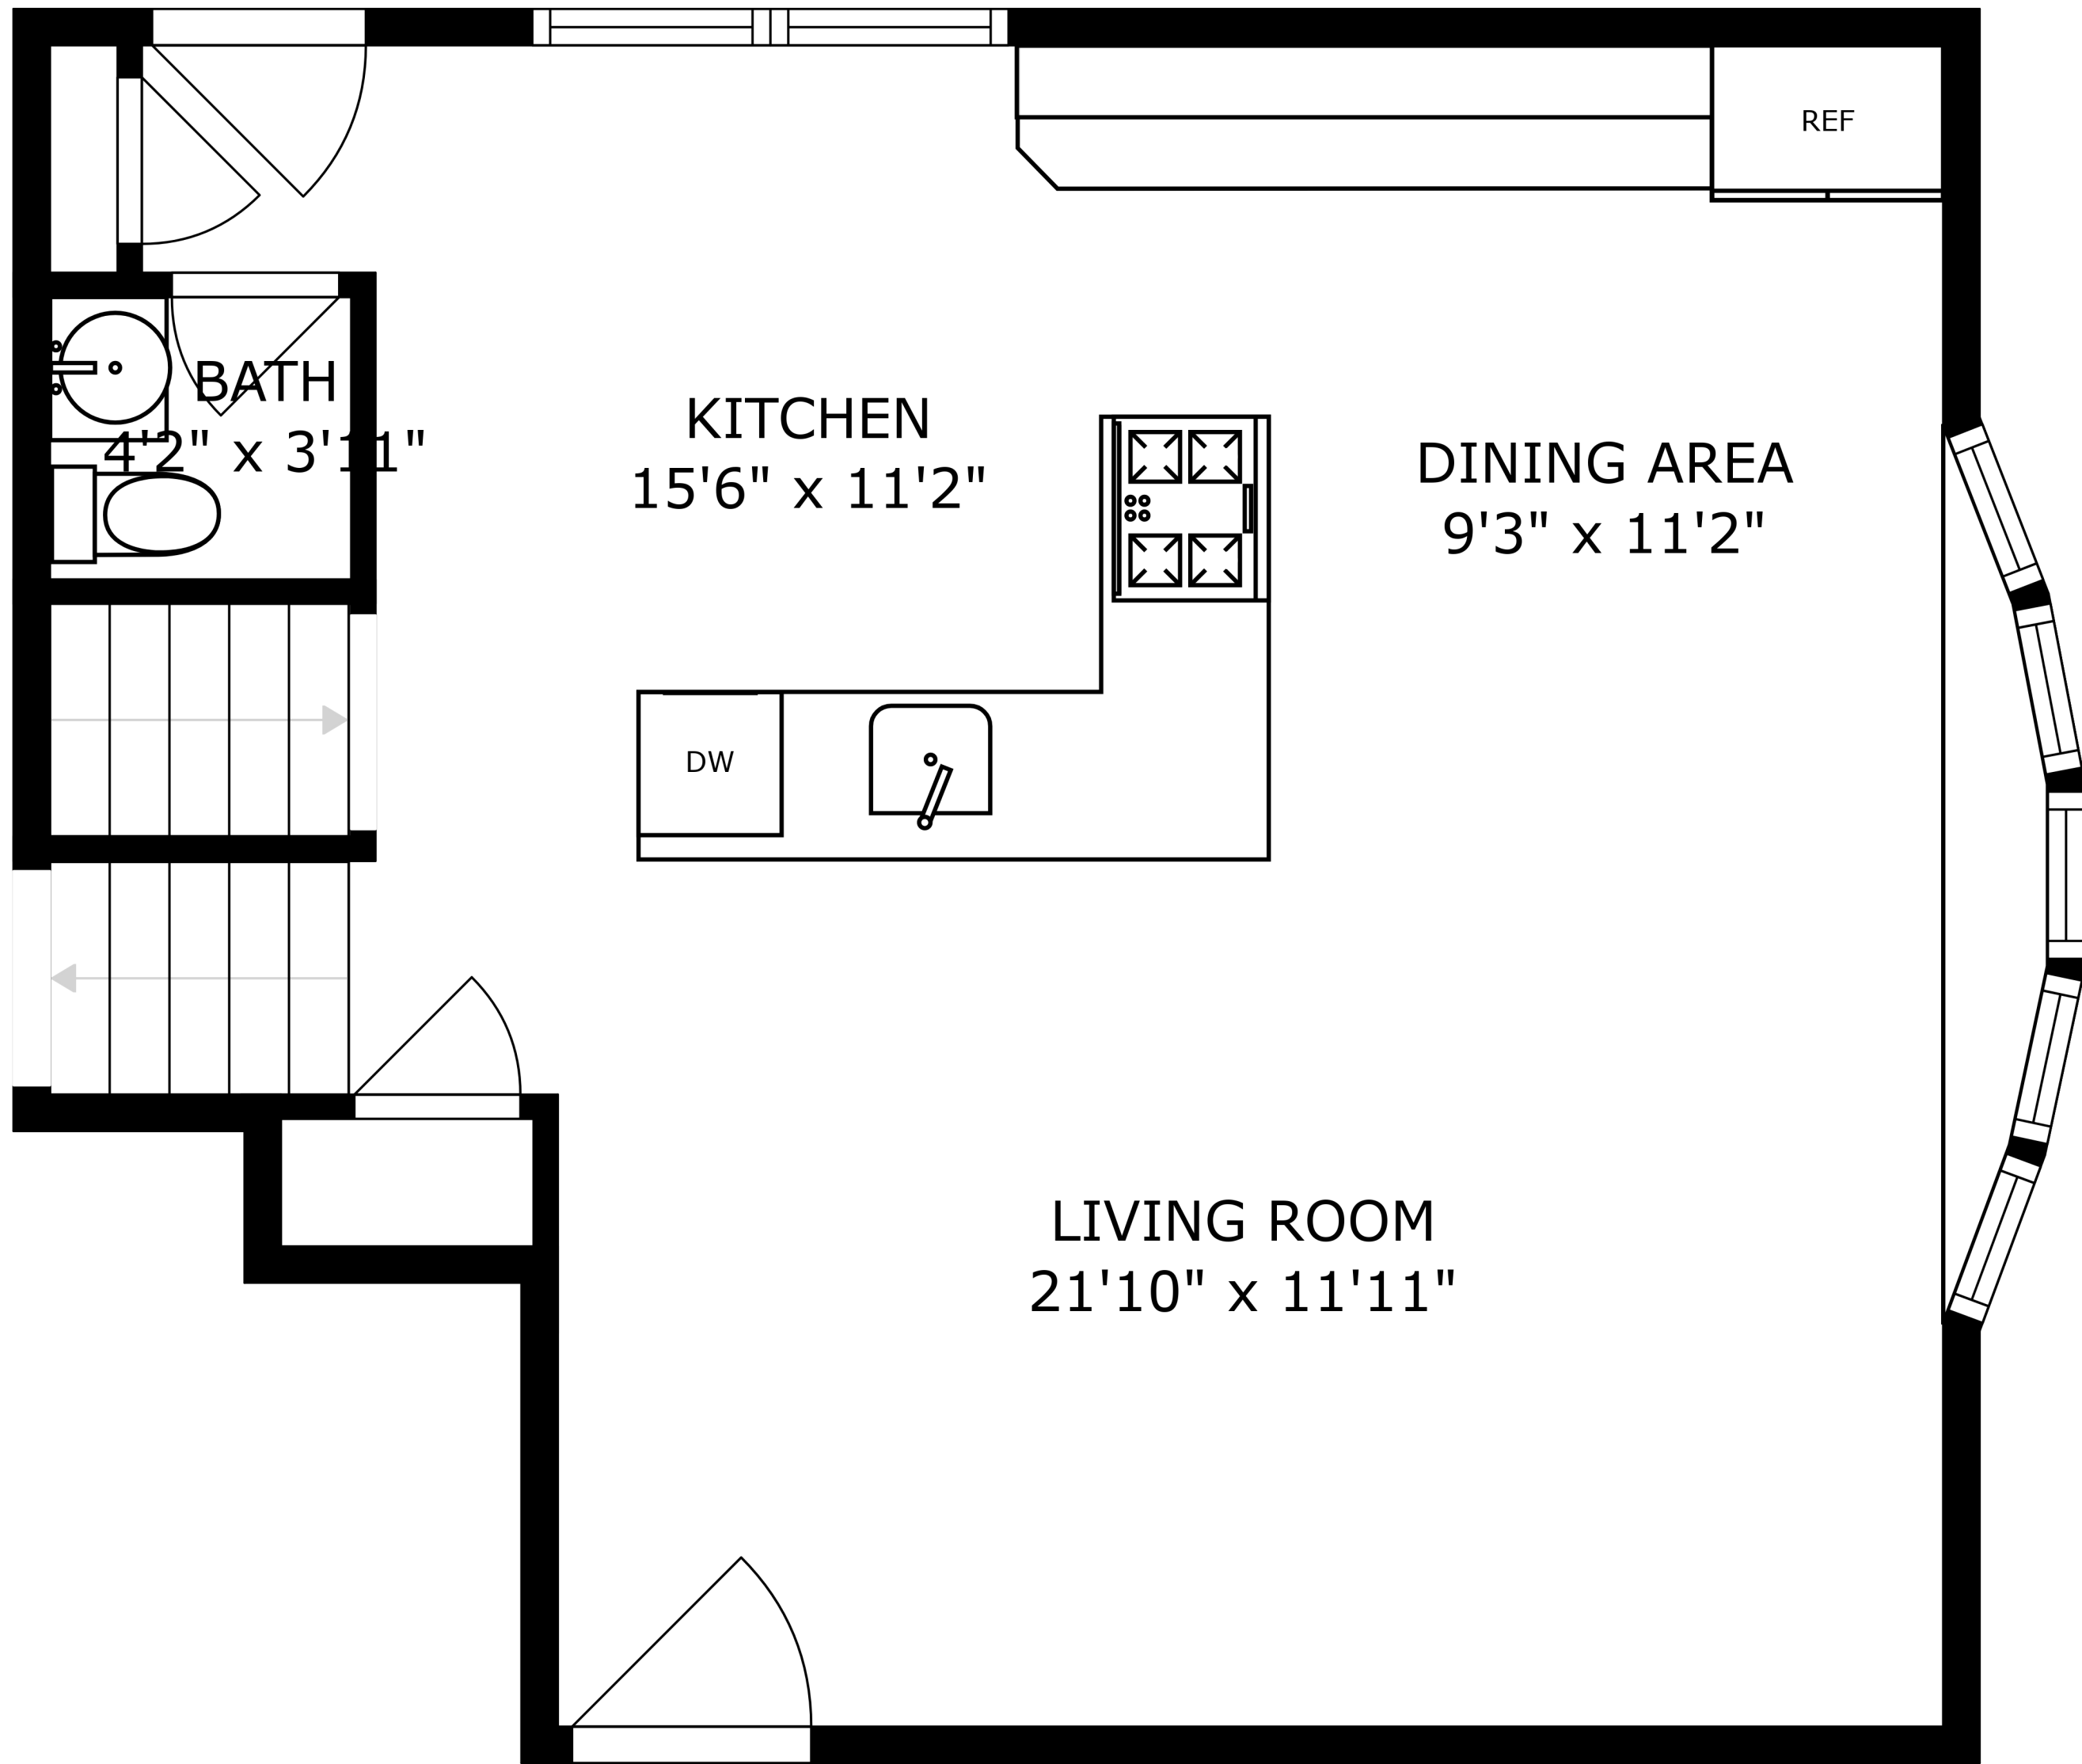 REF
BATH
4'2" x 3'11"
KITCHEN
15'6" x 11'2"
DINING AREA
9'3" x 11'2"
DW
LIVING ROOM
21'10" x 11'11"